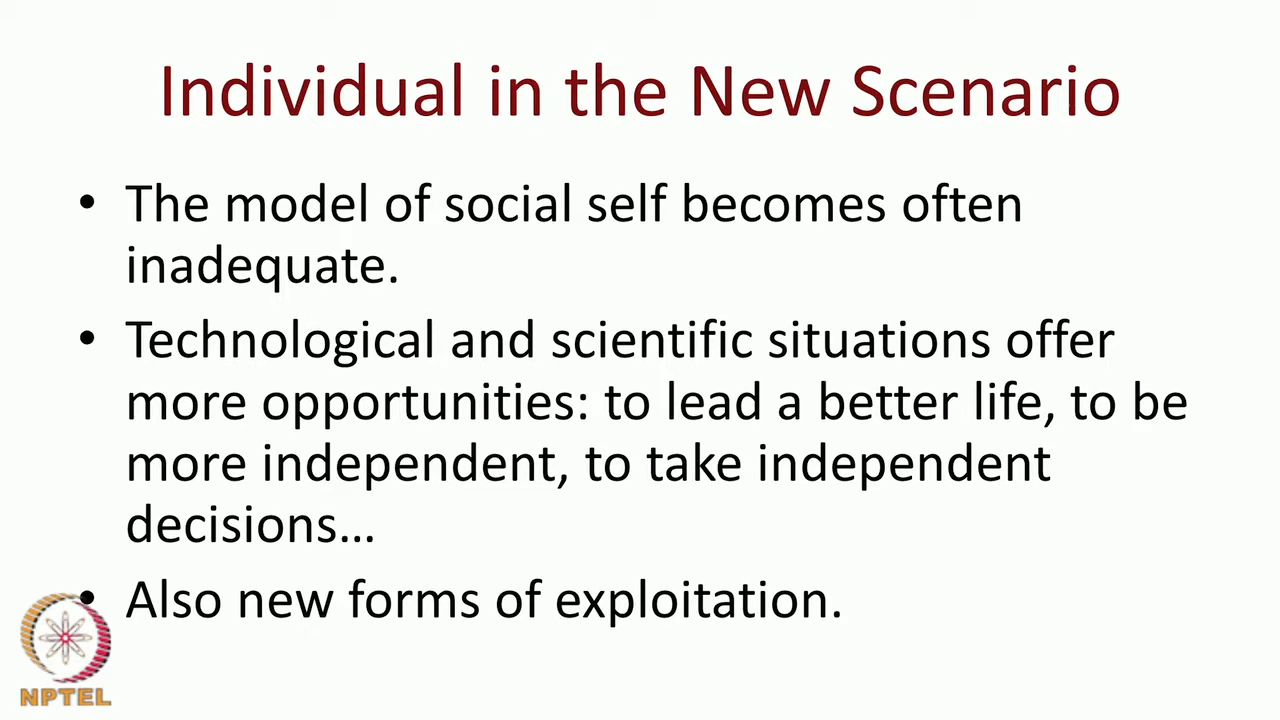 Individual in the New Scenario
• The model of social self becomes often
inadequate.
• Technological and scientific situations offer
more opportunities: to lead a better life, to be
more independent, to take independent
decisions…
• Also new forms of exploitation.
NPTEL